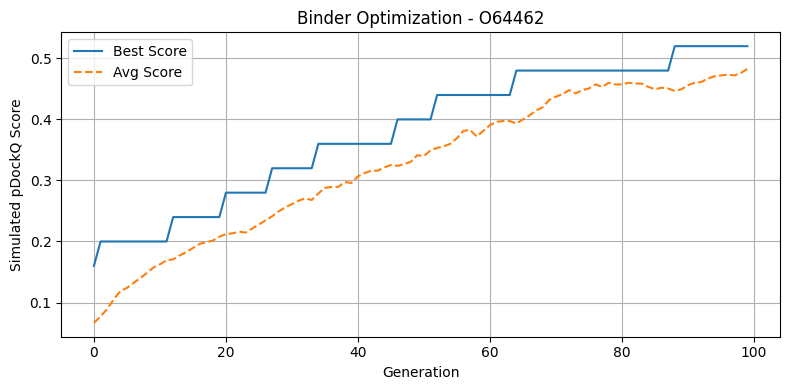 Binder Optimization - O64462
Best Score
Avg Score
Simulated pDockQ Score
0.5
0.4
0.3
0.2
0.1
0 20 40 60 80 100
Generation